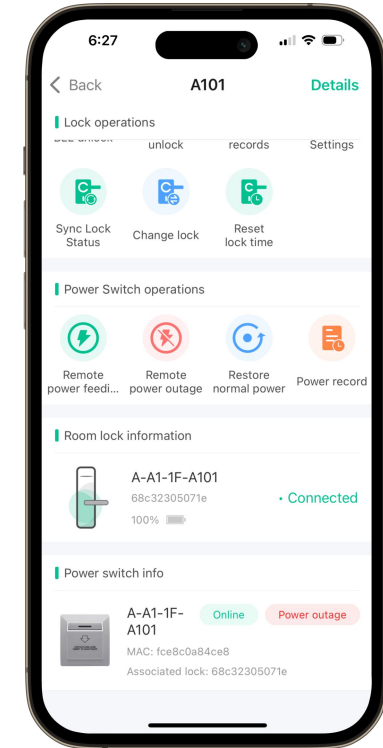 6:27
Back
A101
Details
Lock operations
unlock
records
Settings
Sync Lock
Status
Change lock
Reset
lock time
Power Switch operations
Remote
power feedi...
Remote
power outage
Restore
normal power
Power record
Room lock information
A-A1-1F-A101
68c32305071e
• Connected
100%
Power switch info
A-A1-1F-
A101
Online
Power outage
MAC: fce8c0a84ce8
Associated lock: 68c32305071e